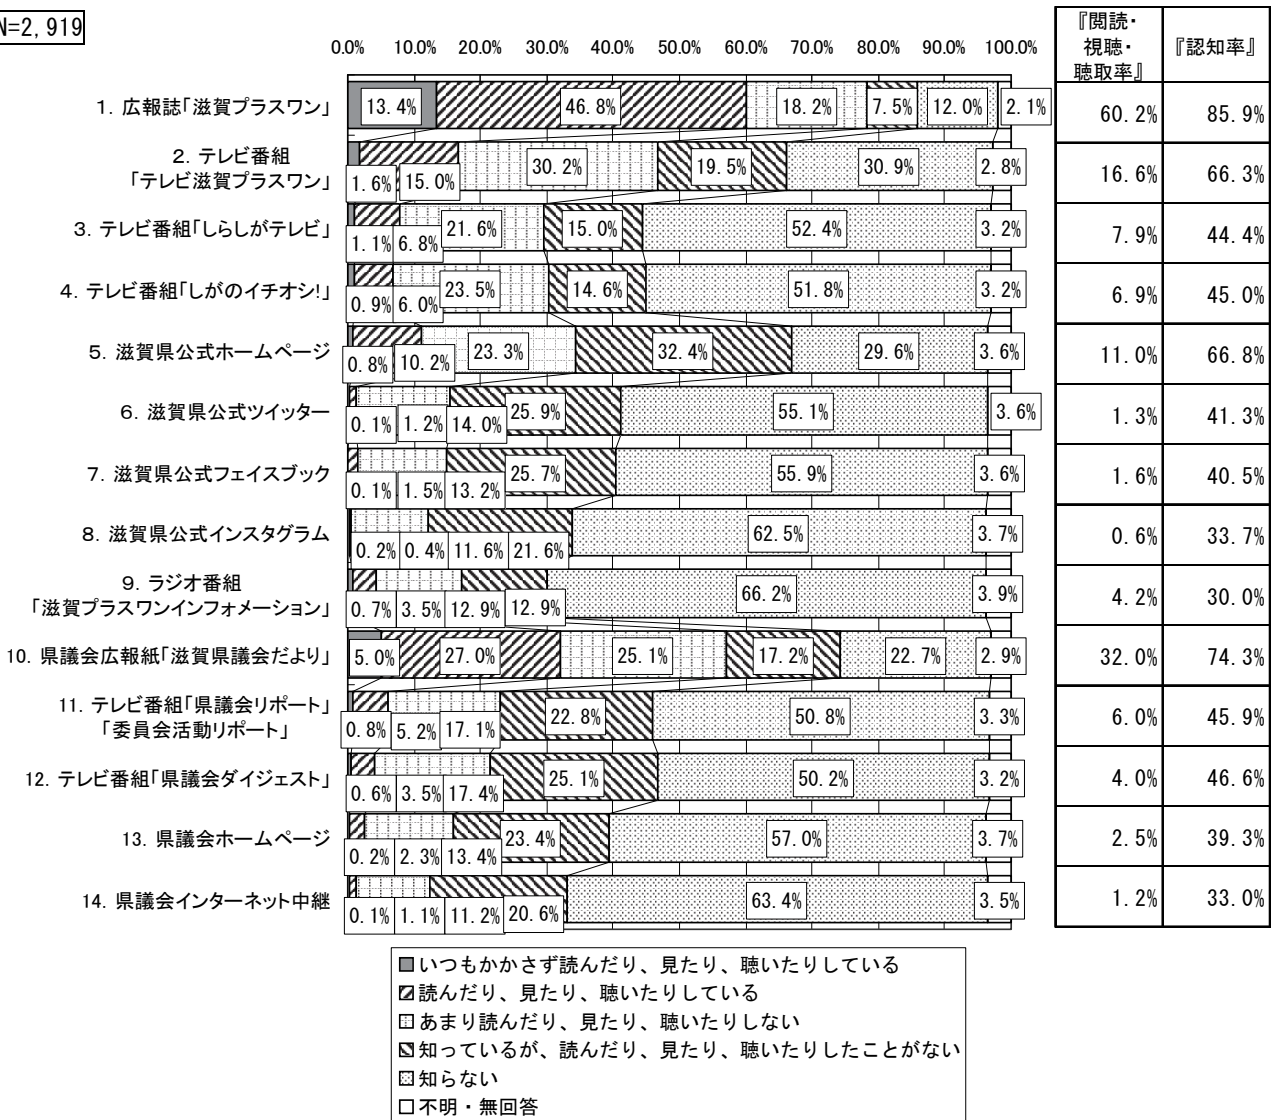 N=2,919
『閲読・
視聴・
聴取率』
『認知率』
0.0% 10.0% 20.0% 30.0% 40.0% 50.0% 60.0% 70.0% 80.0% 90.0% 100.0%
1. 広報誌「滋賀プラスワン」 13.4% 46.8% 18.2% 7.5% 12.0% 2.1% 60.2% 85.9%
2. テレビ番組
「テレビ滋賀プラスワン」 1.6% 15.0% 30.2% 19.5% 30.9% 2.8% 16.6% 66.3%
3. テレビ番組「しらしがテレビ」 1.1% 6.8% 21.6% 15.0% 52.4% 3.2% 7.9% 44.4%
4. テレビ番組「しがのイチオシ!」 0.9% 6.0% 23.5% 14.6% 51.8% 3.2% 6.9% 45.0%
5. 滋賀県公式ホームページ 0.8% 10.2% 23.3% 32.4% 29.6% 3.6% 11.0% 66.8%
6. 滋賀県公式ツイッター 0.1% 1.2% 14.0% 25.9% 55.1% 3.6% 1.3% 41.3%
7. 滋賀県公式フェイスブック 0.1% 1.5% 13.2% 25.7% 55.9% 3.6% 1.6% 40.5%
8. 滋賀県公式インスタグラム 0.2% 0.4% 11.6% 21.6% 62.5% 3.7% 0.6% 33.7%
9. ラジオ番組
「滋賀プラスワンインフォメーション」 0.7% 3.5% 12.9% 12.9% 66.2% 3.9% 4.2% 30.0%
10. 県議会広報紙「滋賀県議会だより」 5.0% 27.0% 25.1% 17.2% 22.7% 2.9% 32.0% 74.3%
11. テレビ番組「県議会リポート」
「委員会活動リポート」 0.8% 5.2% 17.1% 22.8% 50.8% 3.3% 6.0% 45.9%
12. テレビ番組「県議会ダイジェスト」 0.6% 3.5% 17.4% 25.1% 50.2% 3.2% 4.0% 46.6%
13. 県議会ホームページ 0.2% 2.3% 13.4% 23.4% 57.0% 3.7% 2.5% 39.3%
14. 県議会インターネット中継 0.1% 1.1% 11.2% 20.6% 63.4% 3.5% 1.2% 33.0%
いつもかかさず読んだり、見たり、聴いたりしている
読んだり、見たり、聴いたりしている
あまり読んだり、見たり、聴いたりしない
知っているが、読んだり、見たり、聴いたりしたことがない
知らない
不明・無回答